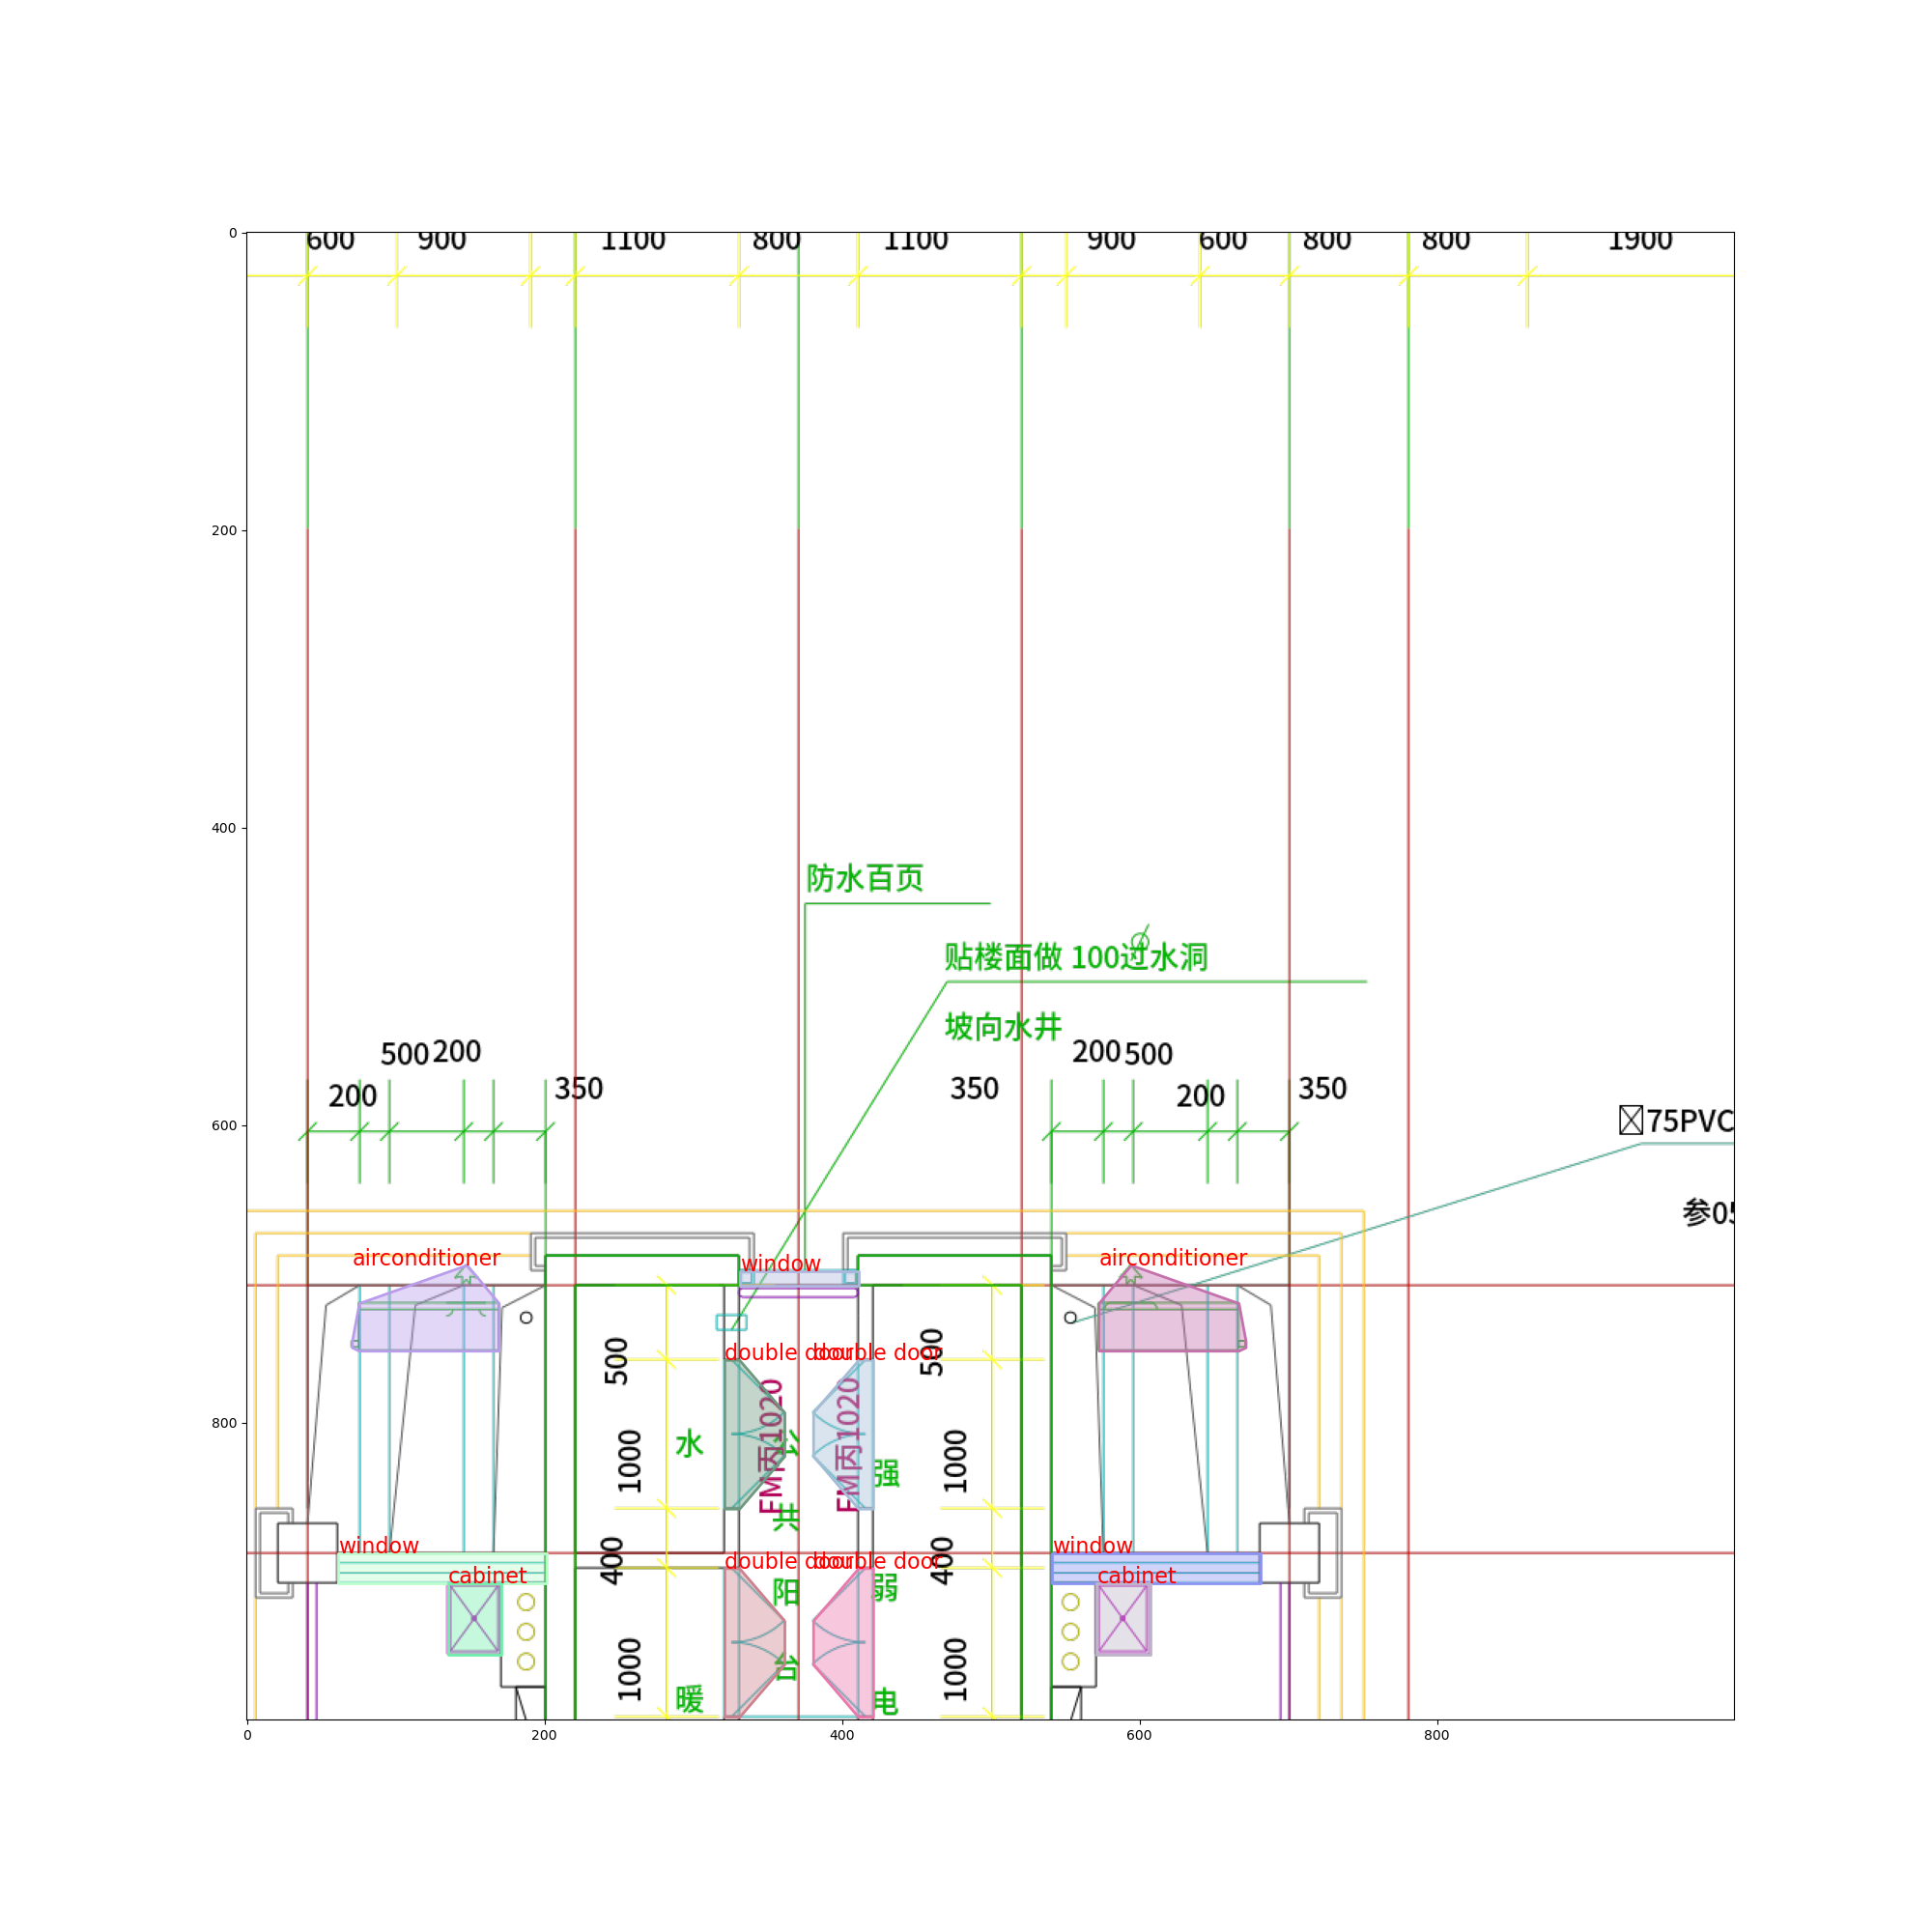 0
600 900 1100 800 1100 900 600 800 800 1900
200
400
防水百页
贴楼面做 100过水洞
坡向水井
500 200 200 500
200 350 350 200 350
600
75PVC
参05
airconditioner window airconditioner
double door double door
500 500
800
FM丙1020 FM丙1020
1000 水 公 强 1000
共
400 400
window double door double door window
cabinet cabinet
阳 弱
1000 台 1000
暖 电
0 200 400 600 800